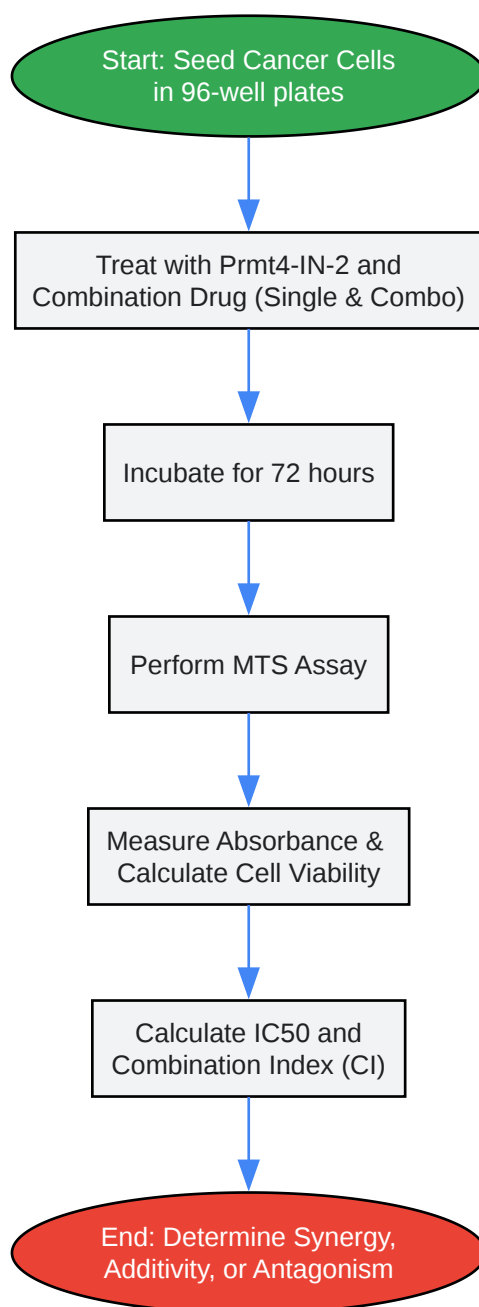 Start: Seed Cancer Cells
in 96-well plates
Treat with Prmt4-IN-2 and
Combination Drug (Single & Combo)
Incubate for 72 hours
Perform MTS Assay
Measure Absorbance &
Calculate Cell Viability
Calculate IC50 and
Combination Index (CI)
End: Determine Synergy,
Additivity, or Antagonism